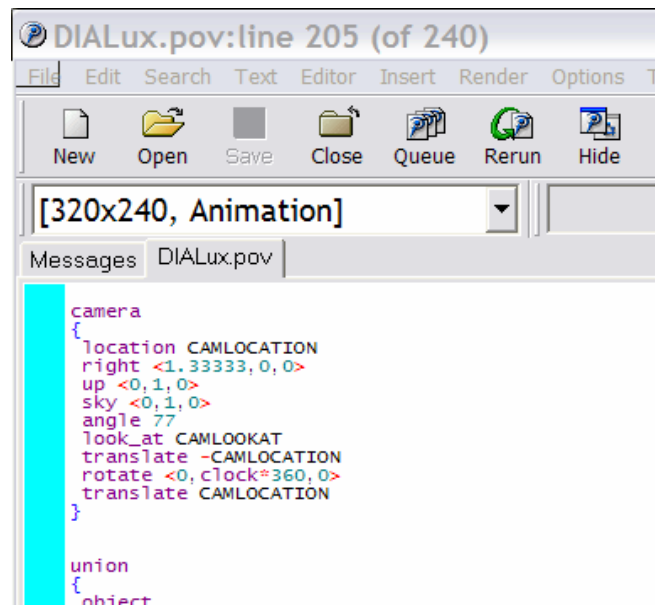 DIALux.pov:line 205 (of 240)
File Edit Search Text Editor Insert Render Options
New Open Save Close Queue Rerun Hide
[320x240, Animation]
Messages DIALux.pov
camera
{
location CAMLOCATION
right <1.33333,0,0>
up <0,1,0>
sky <0,1,0>
angle 77
look_at CAMLOOKAT
translate -CAMLOCATION
rotate <0,clock*360,0>
translate CAMLOCATION
}
union
{
object